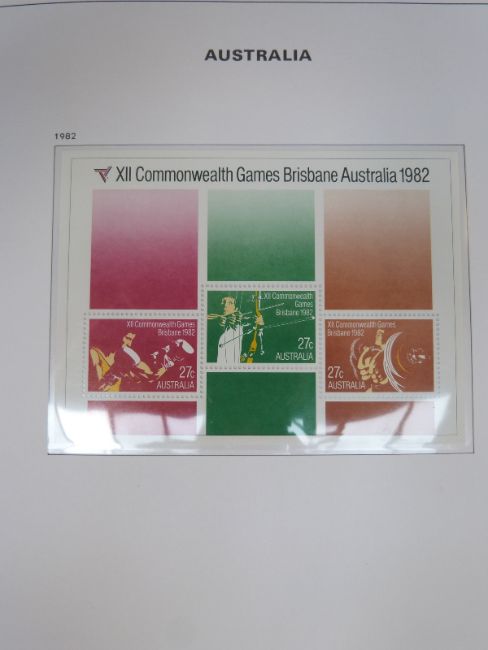 AUSTRALIA
1982
XII Commonwealth Games Brisbane Australia 1982
XII Commonwealth Games
Brisbane 1982
27c
AUSTRALIA
XII Commonwealth Games
Brisbane 1982
27c
AUSTRALIA
XII Commonwealth Games
Brisbane 1982
27c
AUSTRALIA